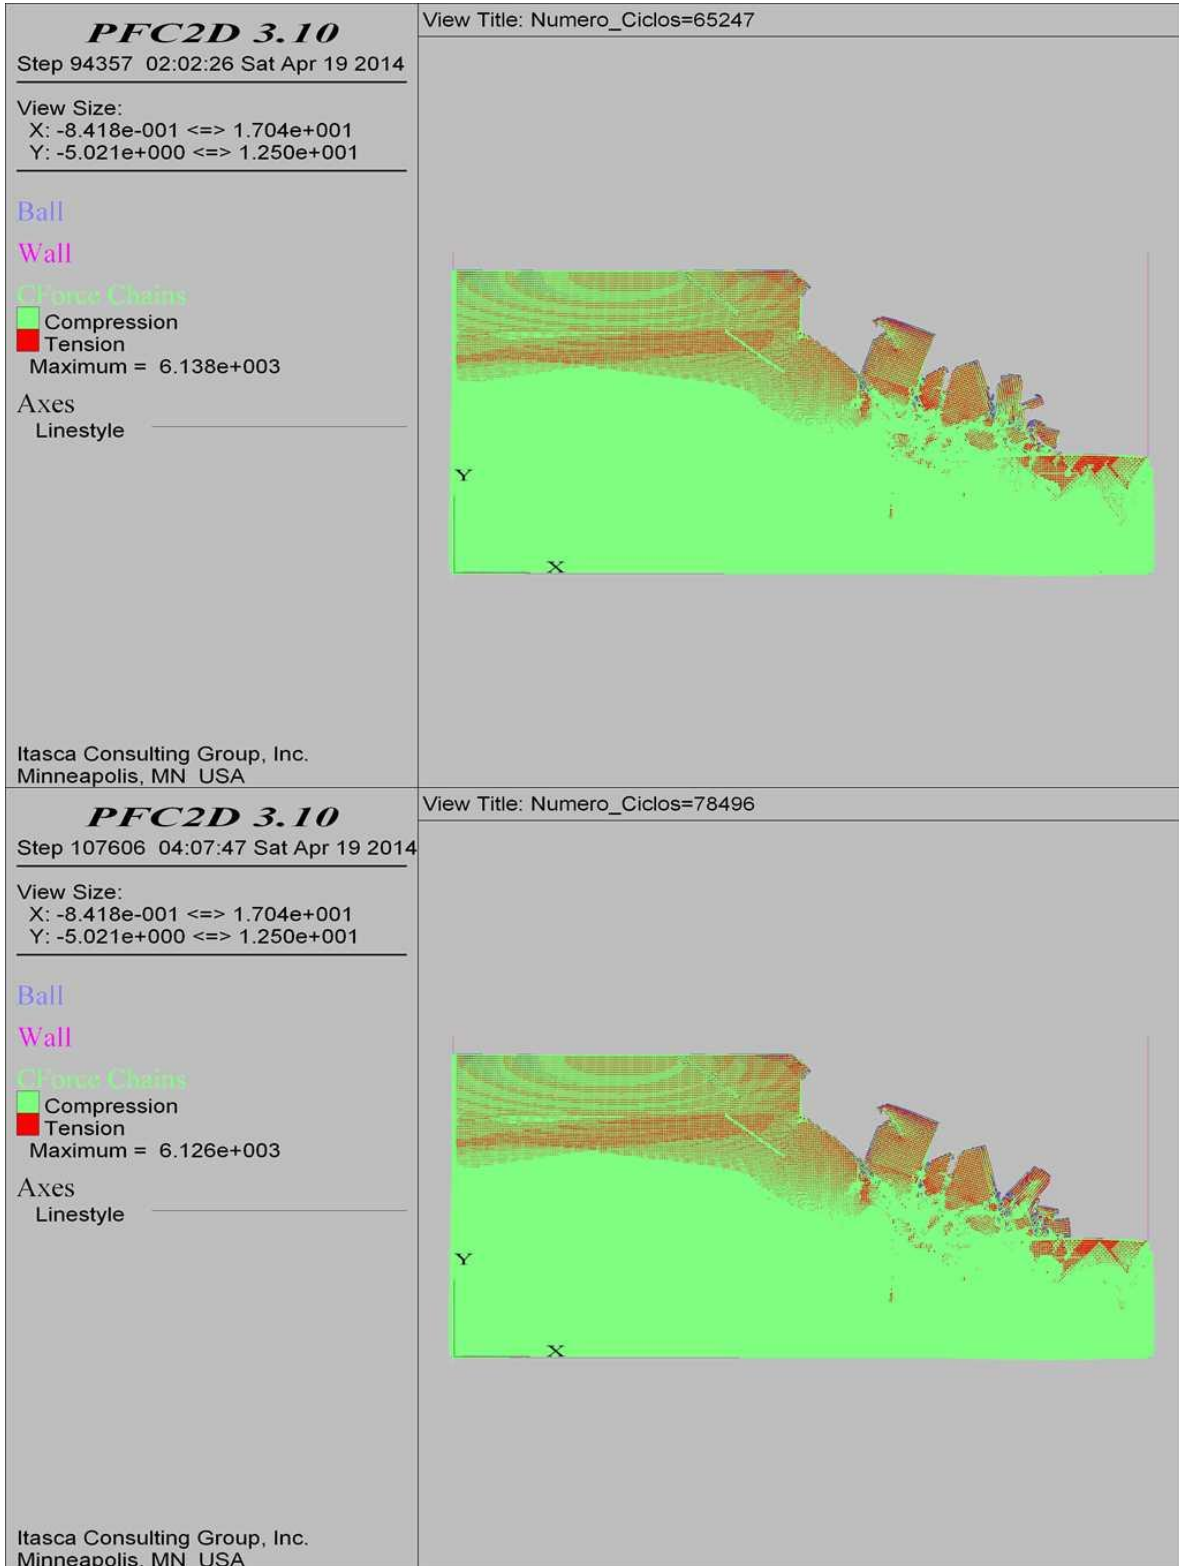 PFC2D 3.10
Step 94357 02:02:26 Sat Apr 19 2014
View Size:
X: -8.418e-001 <=> 1.704e+001
Y: -5.021e+000 <=> 1.250e+001
Ball
Wall
CForce Chains
Compression
Tension
Maximum = 6.138e+003
Axes
Linestyle
Itasca Consulting Group, Inc.
Minneapolis, MN USA
View Title: Numero_Ciclos=65247
Y
X
PFC2D 3.10
Step 107606 04:07:47 Sat Apr 19 2014
View Size:
X: -8.418e-001 <=> 1.704e+001
Y: -5.021e+000 <=> 1.250e+001
Ball
Wall
CForce Chains
Compression
Tension
Maximum = 6.126e+003
Axes
Linestyle
Itasca Consulting Group, Inc.
Minneapolis, MN USA
View Title: Numero_Ciclos=78496
Y
X